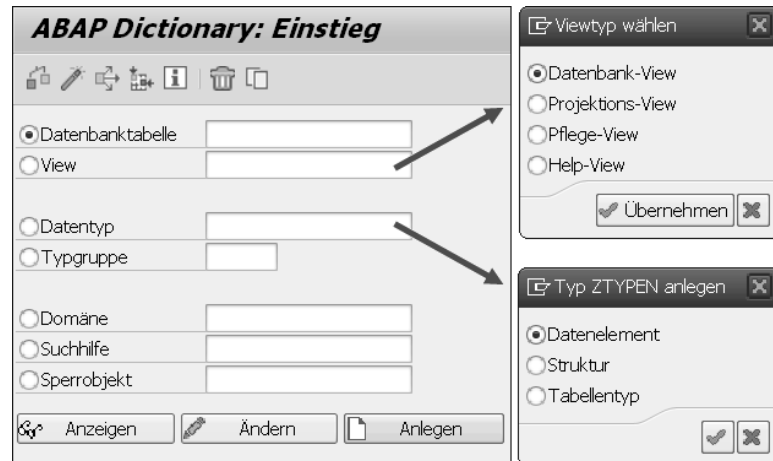 ABAP Dictionary: Einstieg
Datenbanktabelle
View
Datentyp
Typgruppe
Domäne
Suchhilfe
Sperrobjekt
Anzeigen
Ändern
Anlegen
Viewtyp wählen
Datenbank-View
Projektions-View
Pflege-View
Help-View
Übernehmen
Typ ZTYPEN anlegen
Datenelement
Struktur
Tabellentyp